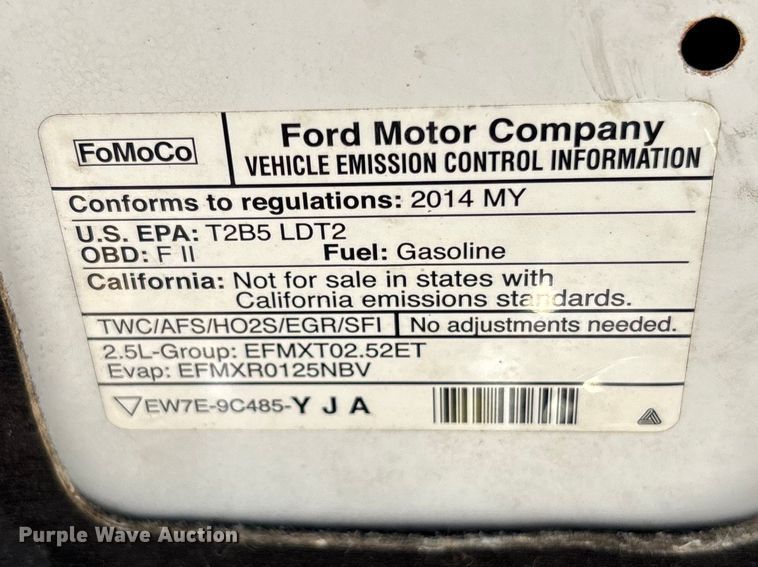 FoMoCo
Ford Motor Company
VEHICLE EMISSION CONTROL INFORMATION
Conforms to regulations: 2014 MY
U.S. EPA: T2B5 LDT2
OBD: F II Fuel: Gasoline
California: Not for sale in states with
California emissions standards.
TWC/AFS/HO2S/EGR/SFI No adjustments needed.
2.5L-Group: EFMXT02.52ET
Evap: EFMXR0125NBV
EW7E-9C485-Y J A
Purple Wave Auction